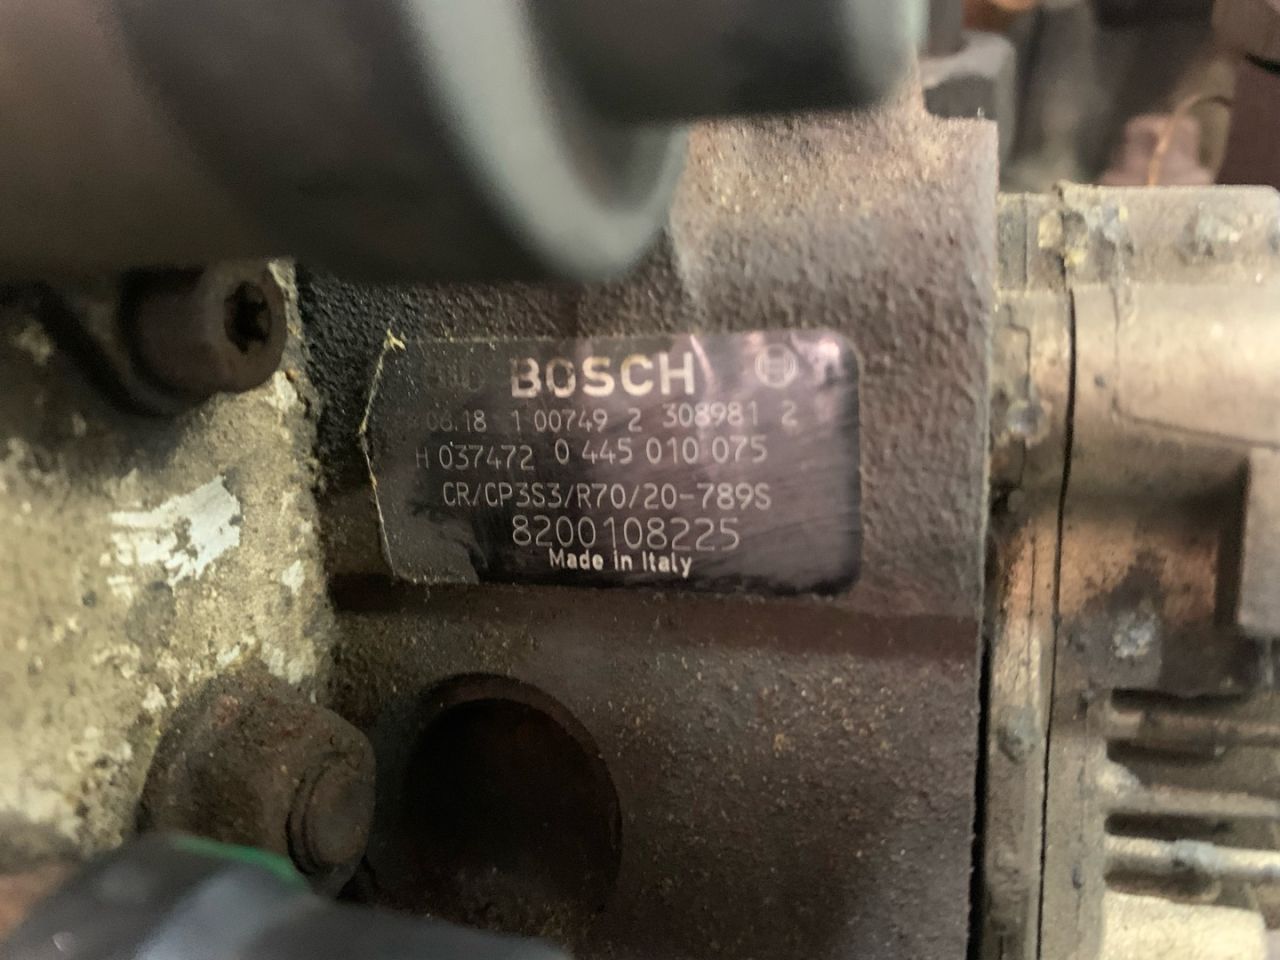 BOSCH
06.18 1 00749 2 308981 2
H 037472 0 445 010 075
CR/CP3S3/R70/20-789S
8200108225
Made in Italy